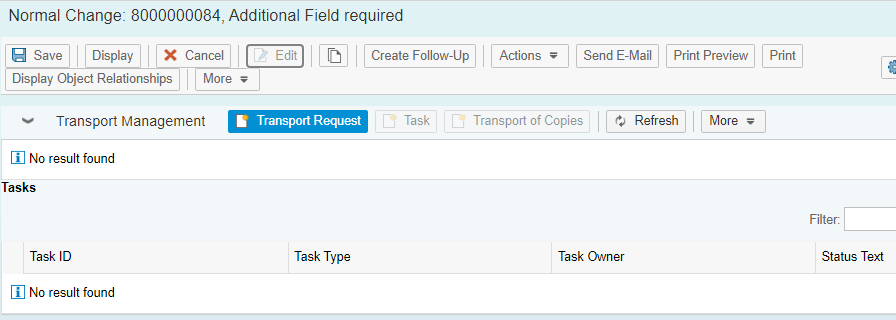 Normal Change: 8000000084, Additional Field required
Save Display Cancel Edit Create Follow-Up Actions Send E-Mail Print Preview Print
Display Object Relationships More
Transport Management Transport Request Task Transport of Copies Refresh More
No result found
Tasks
Filter:
Task ID Task Type Task Owner Status Text
No result found